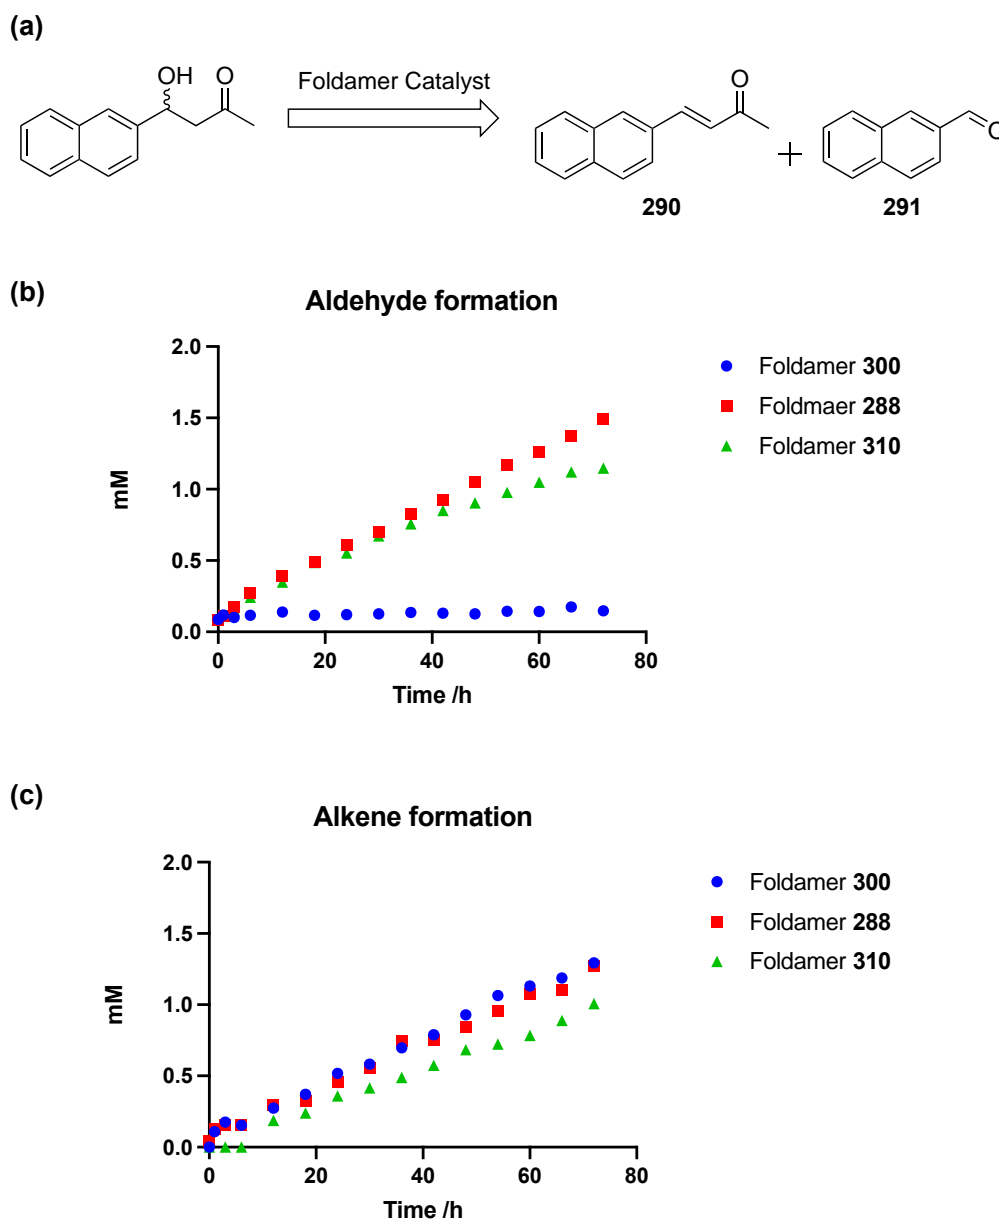 (a)
OH O
Foldamer Catalyst
O
+
O
290
291
(b)
Aldehyde formation
2.0
1.5
1.0
0.5
0.0
mM
0 20 40 60 80
Time /h
Foldamer 300
Foldmaer 288
Foldamer 310
(c)
Alkene formation
2.0
1.5
1.0
0.5
0.0
mM
0 20 40 60 80
Time /h
Foldamer 300
Foldamer 288
Foldamer 310